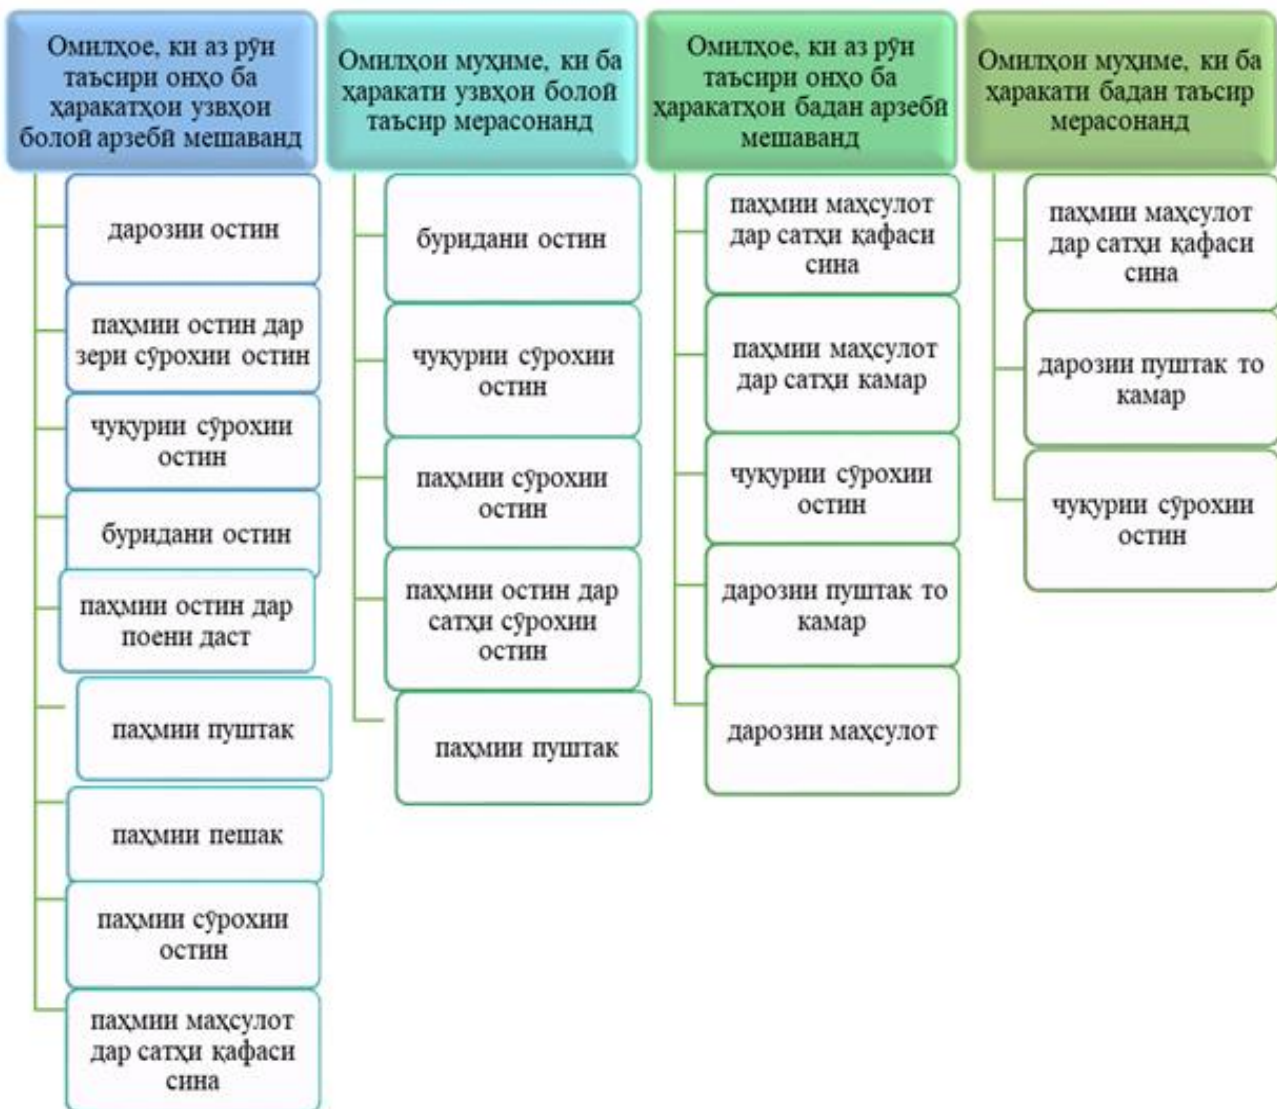 Омилҳое, ки аз рӯи
таъсири онҳо ба
ҳаракатҳои узвҳои
болоӣ арзебӣ мешаванд
дарозии остин
паҳмии остин дар
зери сӯрохии остин
чуқурии сӯрохии
остин
буридани остин
паҳмии остин дар
поени даст
паҳмии пуштак
паҳмии пешак
паҳмии сӯрохии
остин
паҳмии маҳсулот
дар сатҳи қафаси
сина
Омилҳои муҳиме, ки ба
ҳаракати узвҳои болоӣ
таъсир мерасонанд
буридани остин
чуқурии сӯрохии
остин
паҳмии сӯрохии
остин
паҳмии остин дар
сатҳи сӯрохии
остин
паҳмии пуштак
Омилҳое, ки аз рӯи
таъсири онҳо ба
ҳаракатҳои бадан арзебӣ
мешаванд
паҳмии маҳсулот
дар сатҳи қафаси
сина
паҳмии маҳсулот
дар сатҳи камар
чуқурии сӯрохии
остин
дарозии пуштак то
камар
дарозии маҳсулот
Омилҳои муҳиме, ки ба
ҳаракати бадан таъсир
мерасонанд
паҳмии маҳсулот
дар сатҳи қафаси
сина
дарозии пуштак то
камар
чуқурии сӯрохии
остин